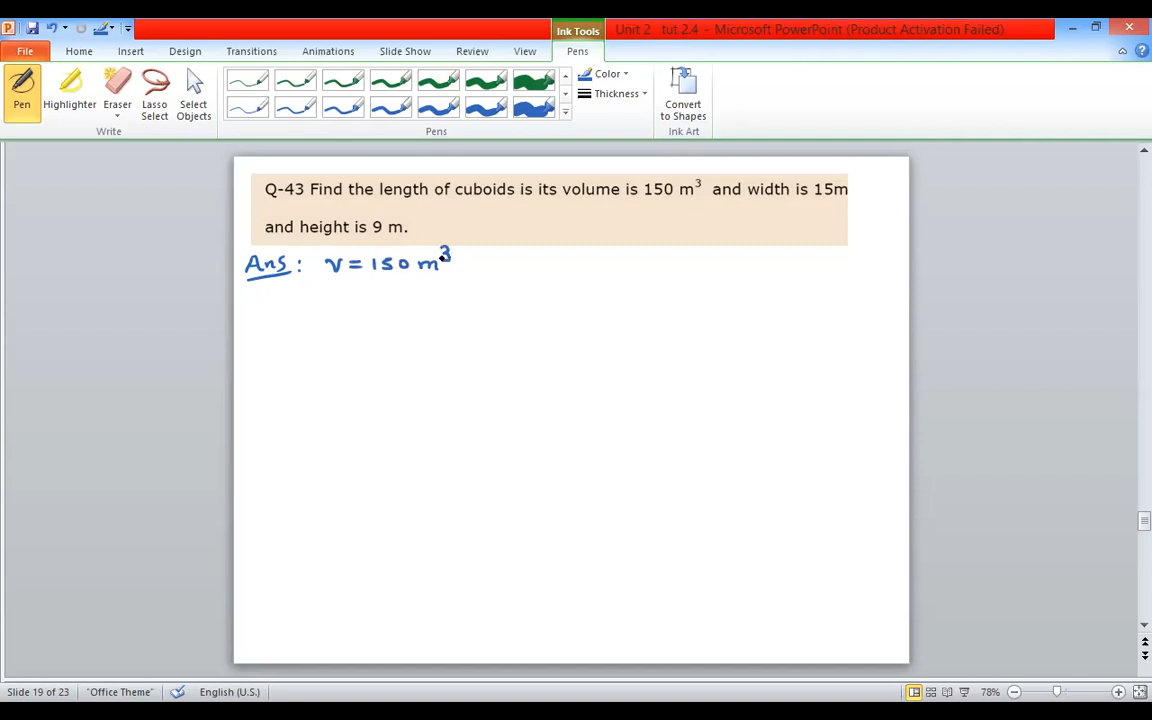 Ink Tools
Unit 2 tut 2.4 - Microsoft PowerPoint (Product Activation Failed)
File Home Insert Design Transitions Animations Slide Show Review View Pens
Pen Highlighter Eraser Lasso Select Select Objects
Color
Thickness
Convert to Shapes
Write Pens Ink Art
Q-43 Find the length of cuboids is its volume is 150 m³ and width is 15m
and height is 9 m.
Ans : v = 150 m³
Slide 19 of 23 "Office Theme" English (U.S.) 78%